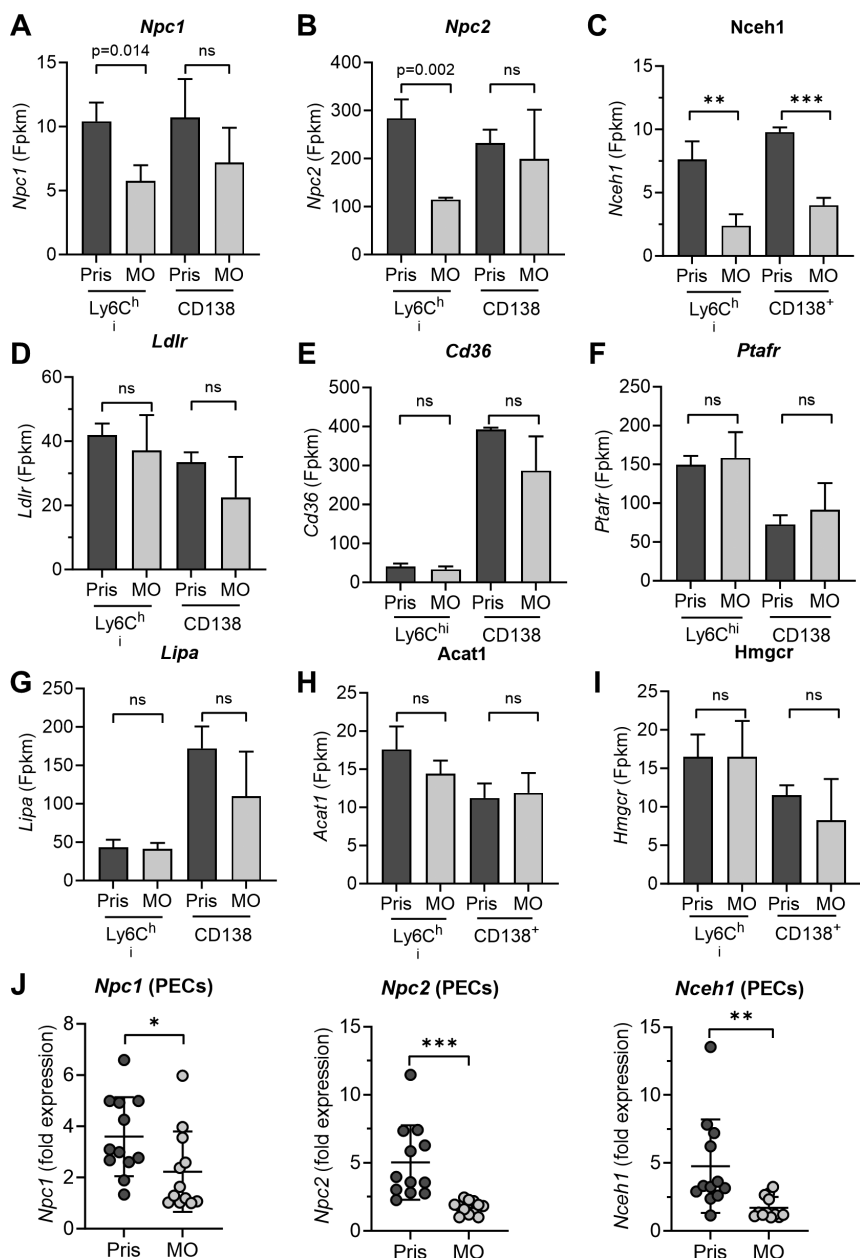 A
Npc1
p=0.014
ns
15
10
5
0
Npc1 (Fpkm)
Pris MO Pris MO
Ly6Ch
i
CD138
B
Npc2
p=0.002
ns
400
300
200
100
0
Npc2 (Fpkm)
Pris MO Pris MO
Ly6Ch
i
CD138
C
Nceh1
** ***
15
10
5
0
Nceh1 (Fpkm)
Pris MO Pris MO
Ly6Ch
i
CD138+
D
Ldlr
ns ns
60
40
20
0
Ldlr (Fpkm)
Pris MO Pris MO
Ly6Ch
i
CD138
E
Cd36
ns ns
500
400
300
200
100
0
Cd36 (Fpkm)
Pris MO Pris MO
Ly6Chi CD138
F
Ptafr
ns ns
250
200
150
100
50
0
Ptafr (Fpkm)
Pris MO Pris MO
Ly6Chi CD138
G
Lipa
ns ns
250
200
150
100
50
0
Lipa (Fpkm)
Pris MO Pris MO
Ly6Ch
i
CD138
H
Acat1
ns ns
25
20
15
10
5
0
Acat1 (Fpkm)
Pris MO Pris MO
Ly6Ch
i
CD138+
I
Hmgcr
ns ns
25
20
15
10
5
0
Hmgcr (Fpkm)
Pris MO Pris MO
Ly6Ch
i
CD138+
J
Npc1 (PECs)
*
8
6
4
2
0
Npc1 (fold expression)
Pris MO
Npc2 (PECs)
***
15
10
5
0
Npc2 (fold expression)
Pris MO
Nceh1 (PECs)
**
15
10
5
0
Nceh1 (fold expression)
Pris MO